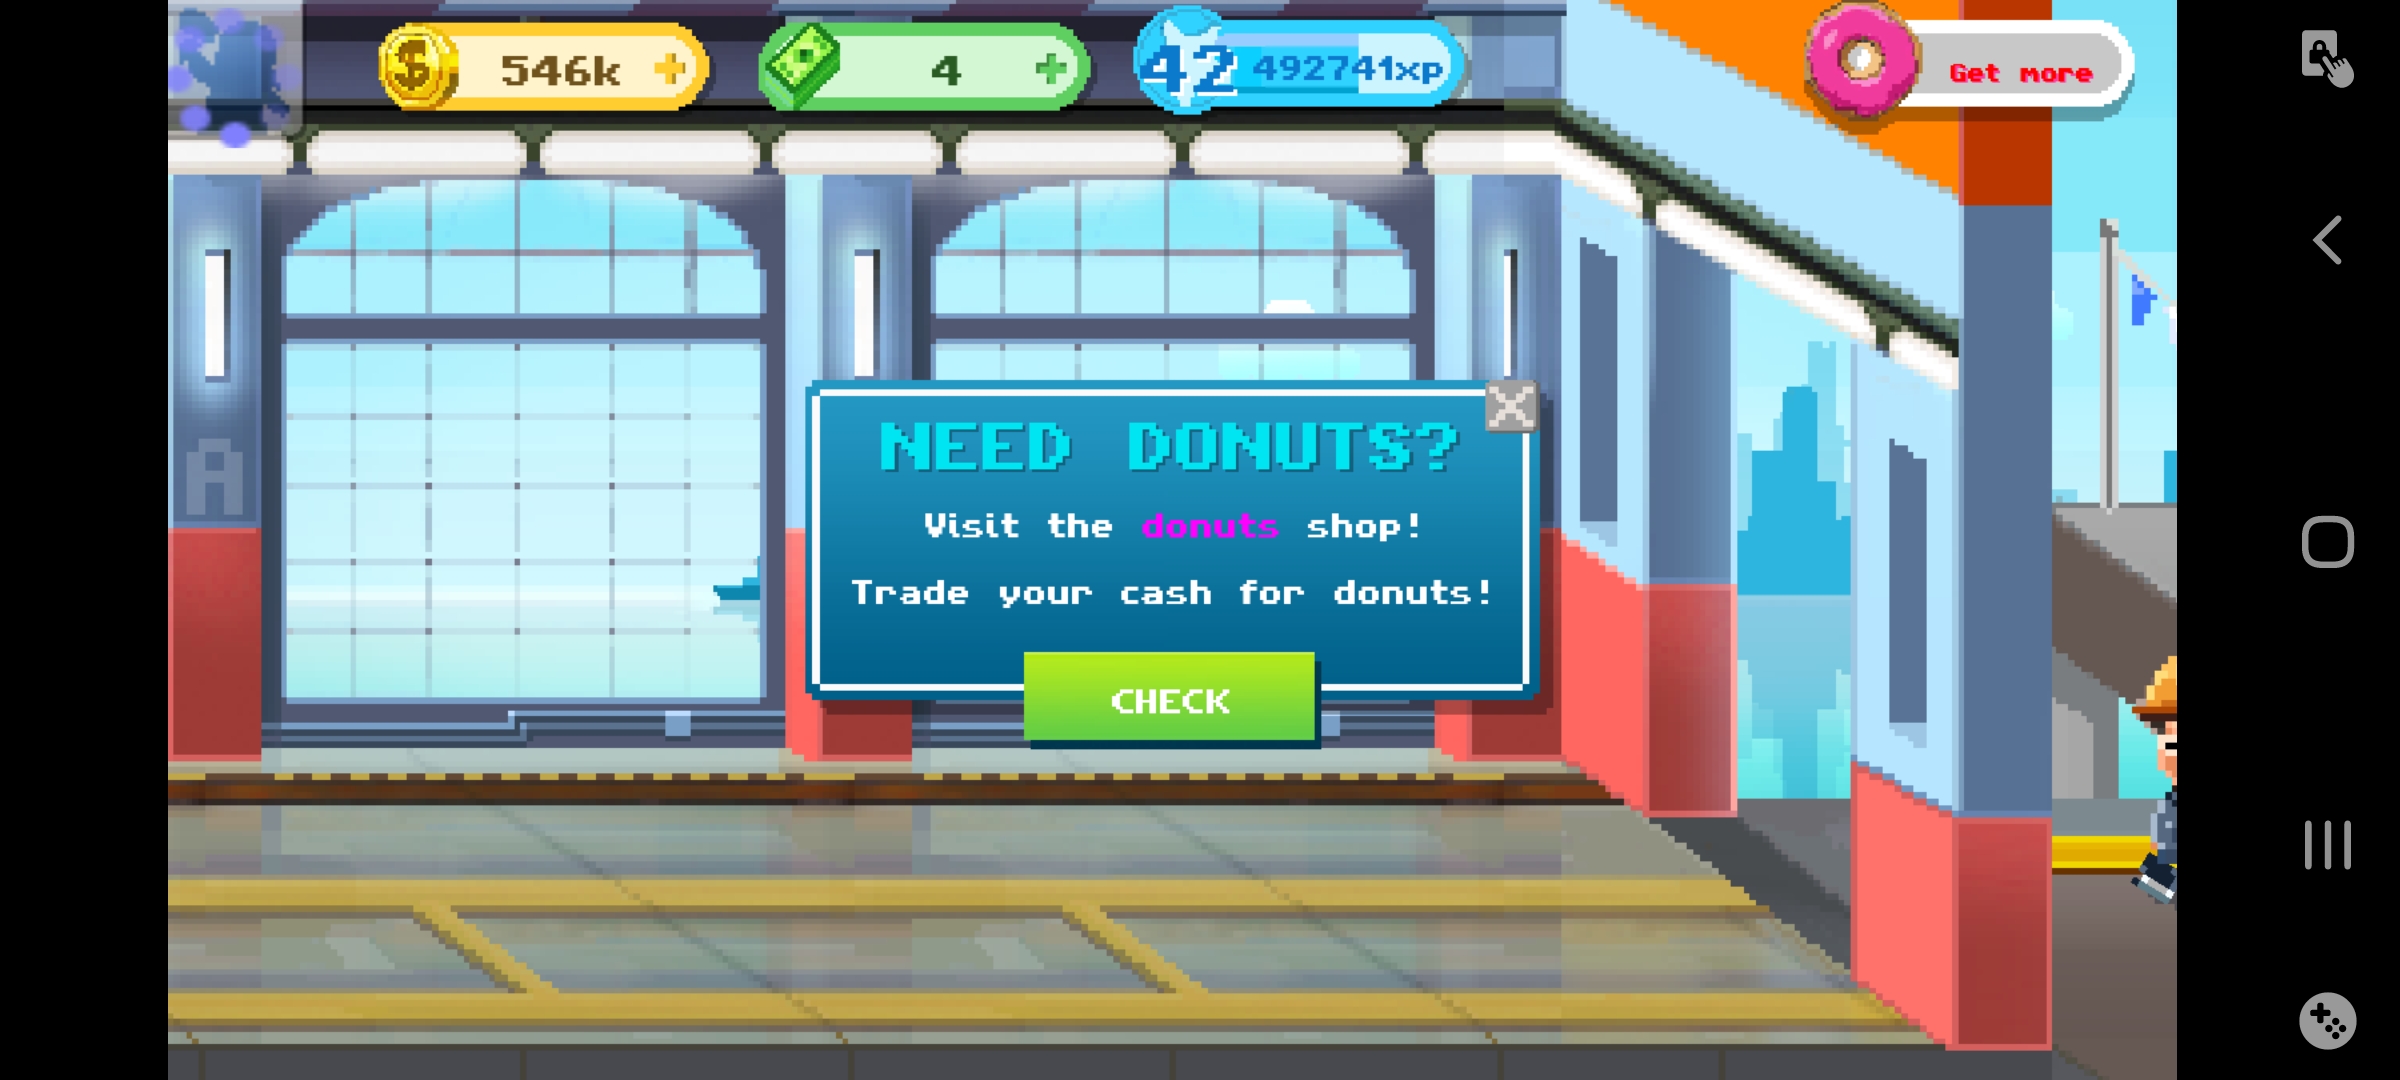 546k +
4 +
42 492741xp
Get more
A
NEED DONUTS?
Visit the donuts shop!
Trade your cash for donuts!
CHECK